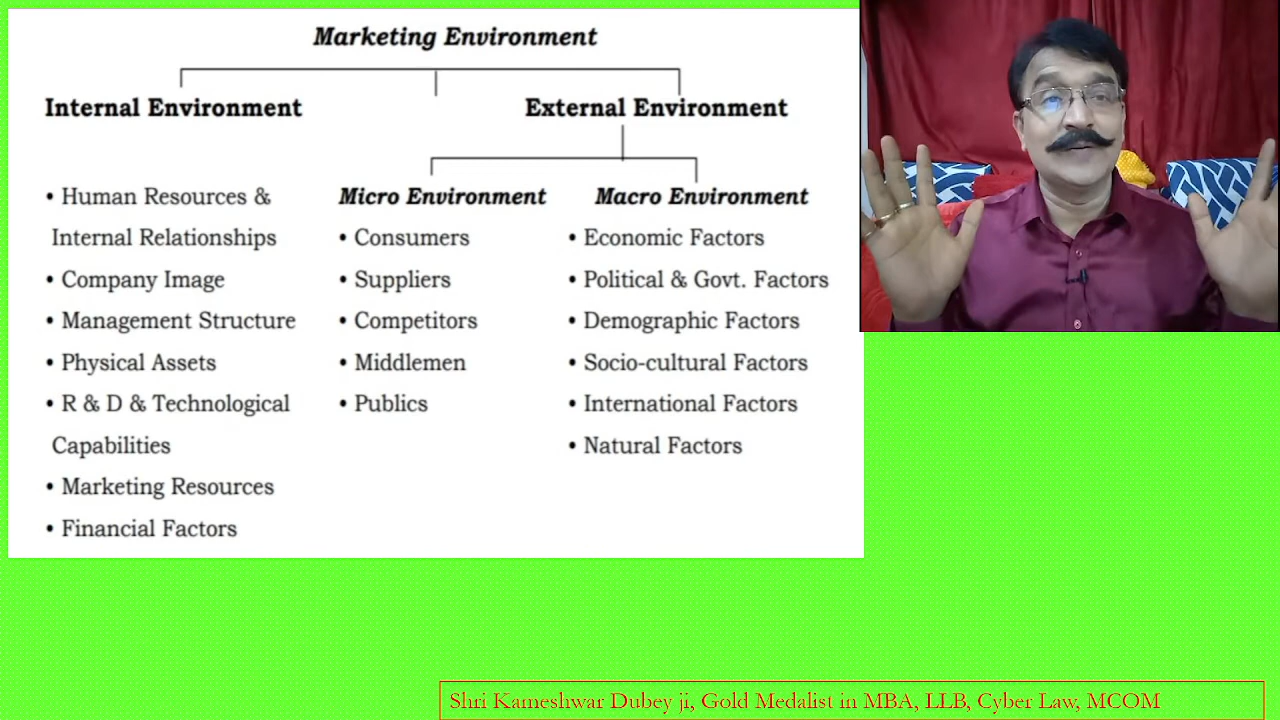 Marketing Environment
Internal Environment
• Human Resources &
Internal Relationships
• Company Image
• Management Structure
• Physical Assets
• R & D & Technological
Capabilities
• Marketing Resources
• Financial Factors
External Environment
Micro Environment
• Consumers
• Suppliers
• Competitors
• Middlemen
• Publics
Macro Environment
• Economic Factors
• Political & Govt. Factors
• Demographic Factors
• Socio-cultural Factors
• International Factors
• Natural Factors
Shri Kameshwar Dubey ji, Gold Medalist in MBA, LLB, Cyber Law, MCOM